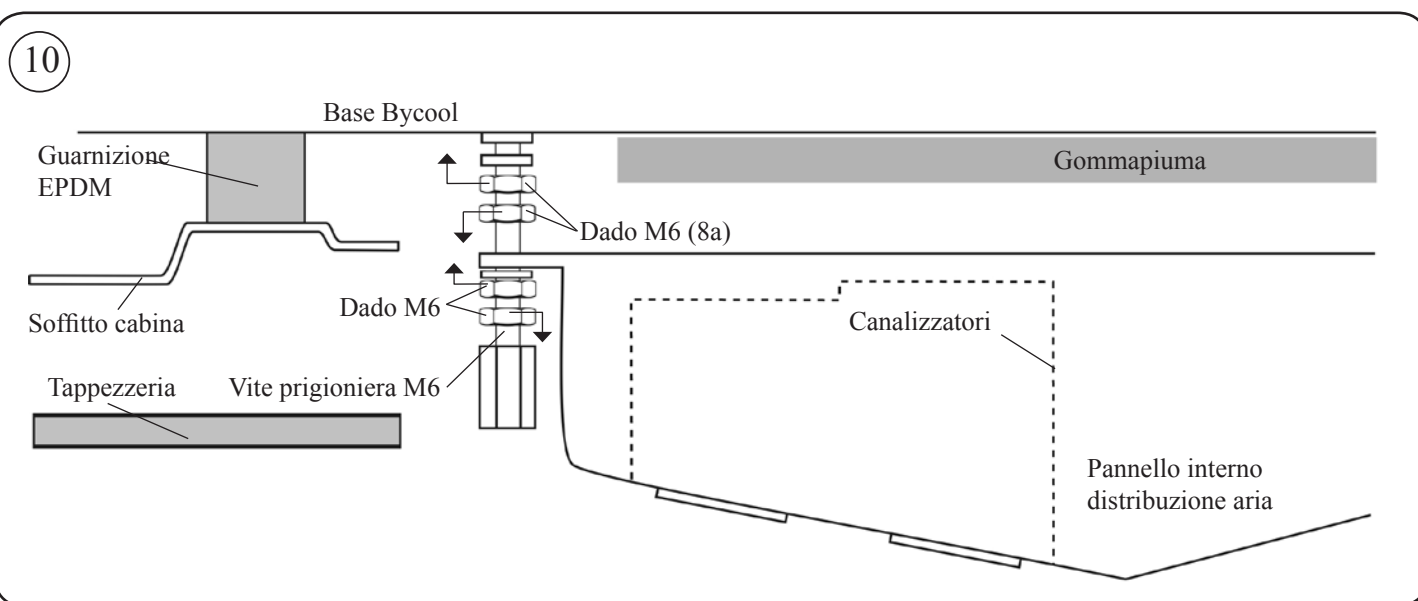 10
Base Bycool
Guarnizione
EPDM
Gommapiuma
Dado M6 (8a)
Soffitto cabina
Dado M6
Canalizzatori
Tappezzeria
Vite prigioniera M6
Pannello interno
distribuzione aria